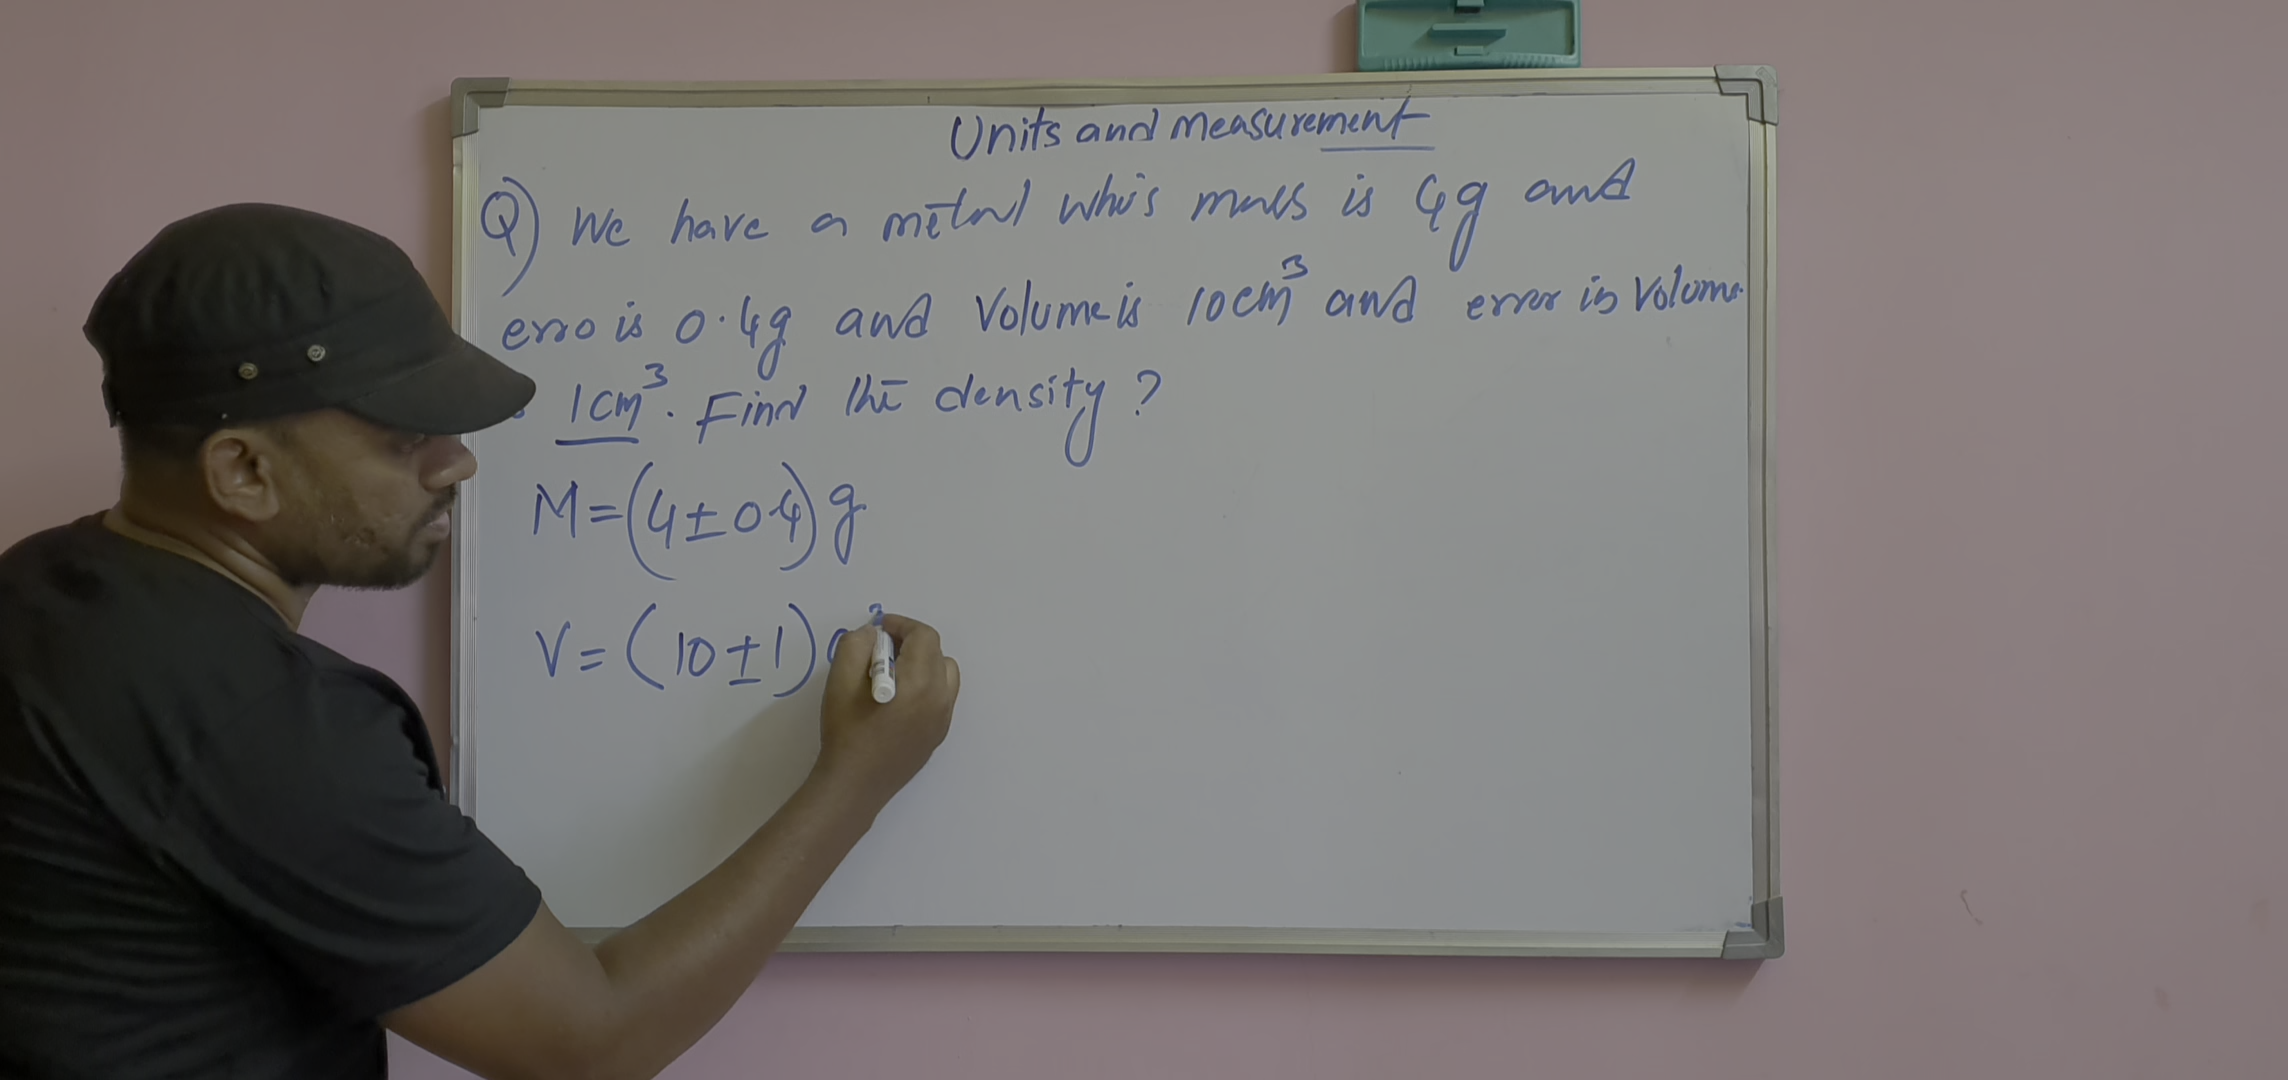 Units and measurement
Q) We have a metal whis mass is 4g and
erro is 0.4g and Volume is 10cm³ and error in Volume
1cm³. Find the density?
M=(4±0.4)g
V=(10±1)